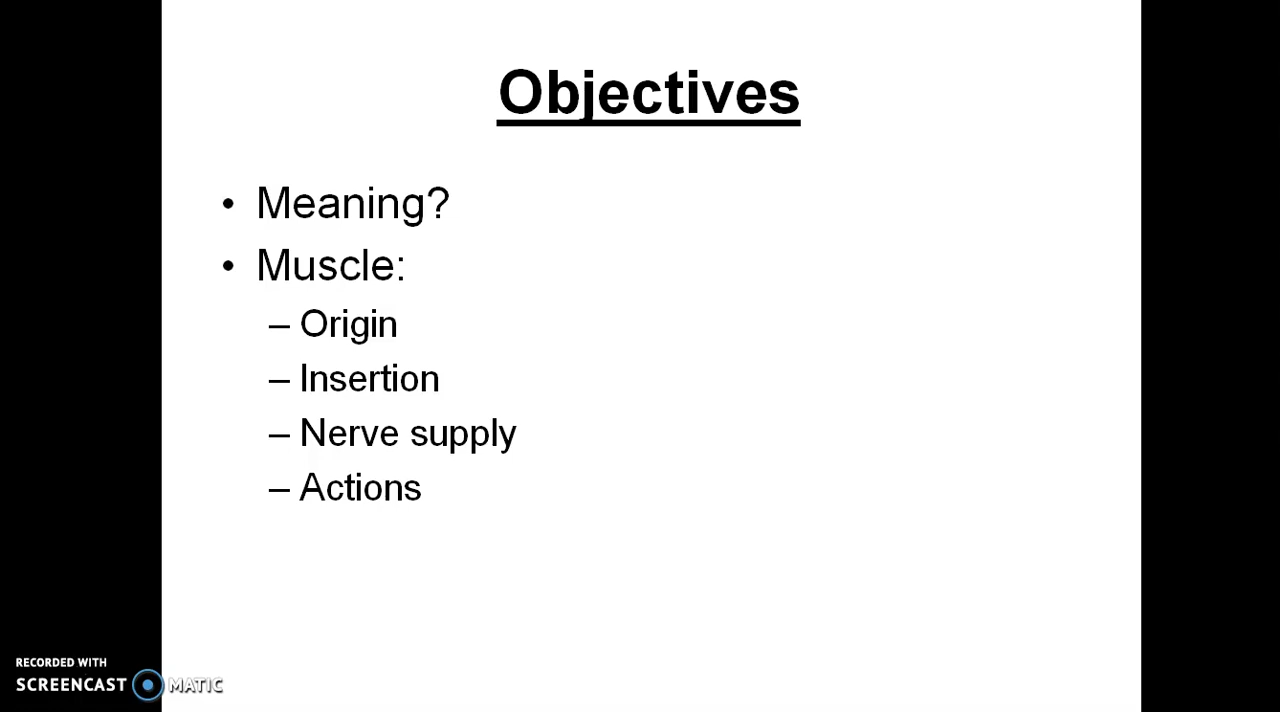 Objectives
• Meaning?
• Muscle:
– Origin
– Insertion
– Nerve supply
– Actions
RECORDED WITH
SCREENCAST MATIC